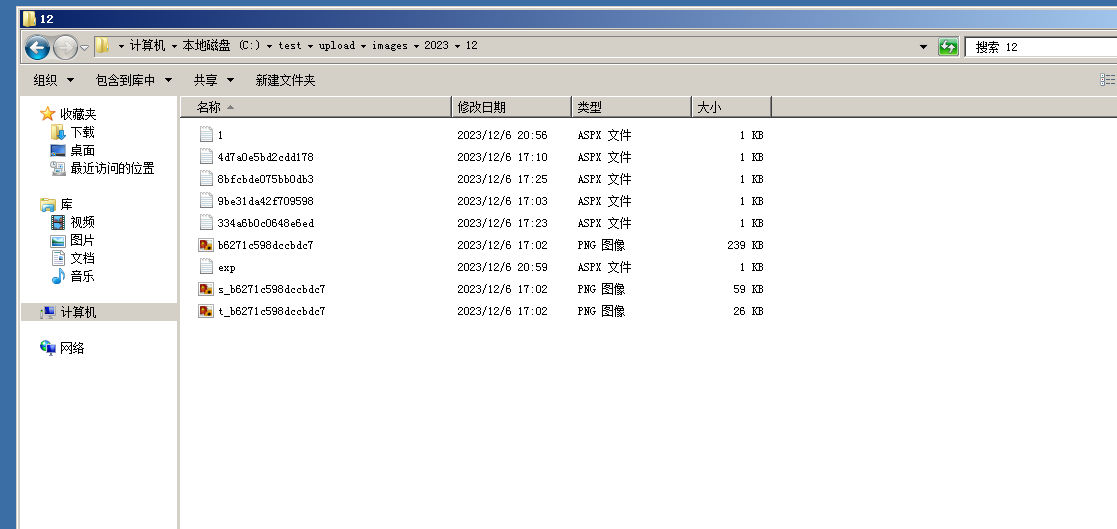 12
计算机 本地磁盘 (C:) test upload images 2023 12
搜索 12
组织 包含到库中 共享 新建文件夹
收藏夹
下载
桌面
最近访问的位置
库
视频
图片
文档
音乐
计算机
网络
名称 修改日期 类型 大小
1 2023/12/6 20:56 ASPX 文件 1 KB
4d7a0e5bd2cdd178 2023/12/6 17:10 ASPX 文件 1 KB
8bfcbde075bb0db3 2023/12/6 17:25 ASPX 文件 1 KB
9be31da42f709598 2023/12/6 17:03 ASPX 文件 1 KB
334a6b0c0648e6ed 2023/12/6 17:23 ASPX 文件 1 KB
b6271c598dccbdc7 2023/12/6 17:02 PNG 图像 239 KB
exp 2023/12/6 20:59 ASPX 文件 1 KB
s_b6271c598dccbdc7 2023/12/6 17:02 PNG 图像 59 KB
t_b6271c598dccbdc7 2023/12/6 17:02 PNG 图像 26 KB